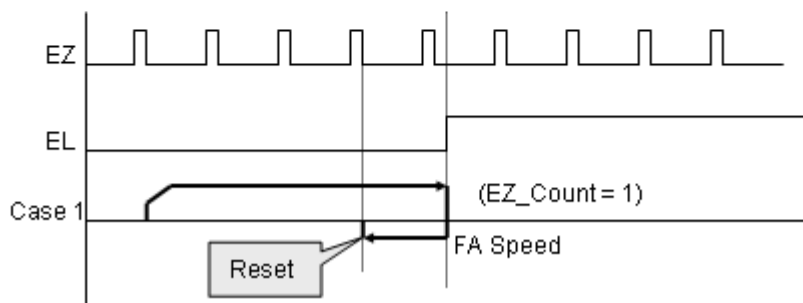 EZ
EL
(EZ_Count = 1)
Case 1
FA Speed
Reset